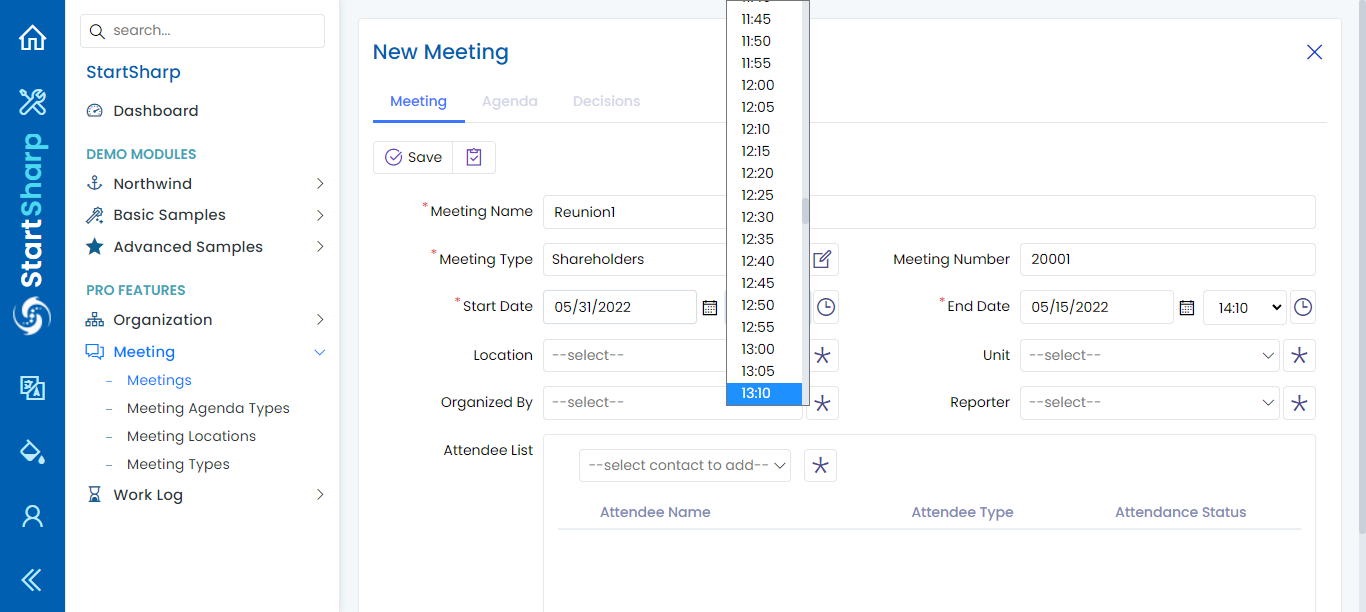 StartSharp
search...
StartSharp
Dashboard
DEMO MODULES
Northwind
Basic Samples
Advanced Samples
PRO FEATURES
Organization
Meeting
Meetings
Meeting Agenda Types
Meeting Locations
Meeting Types
Work Log
New Meeting
Meeting Agenda Decisions
Save
*Meeting Name Reunion1
*Meeting Type Shareholders
Meeting Number 20001
*Start Date 05/31/2022
*End Date 05/15/2022 14:10
Location --select--
Unit --select--
Organized By --select--
Reporter --select--
Attendee List
--select contact to add--
Attendee Name Attendee Type Attendance Status
11:45
11:50
11:55
12:00
12:05
12:10
12:15
12:20
12:25
12:30
12:35
12:40
12:45
12:50
12:55
13:00
13:05
13:10